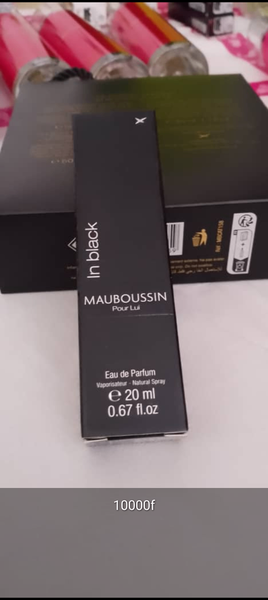 In black
MAUBOUSSIN
Pour Lui
Eau de Parfum
Vaporisateur - Natural Spray
℮ 20 ml
0.67 fl.oz
10000f